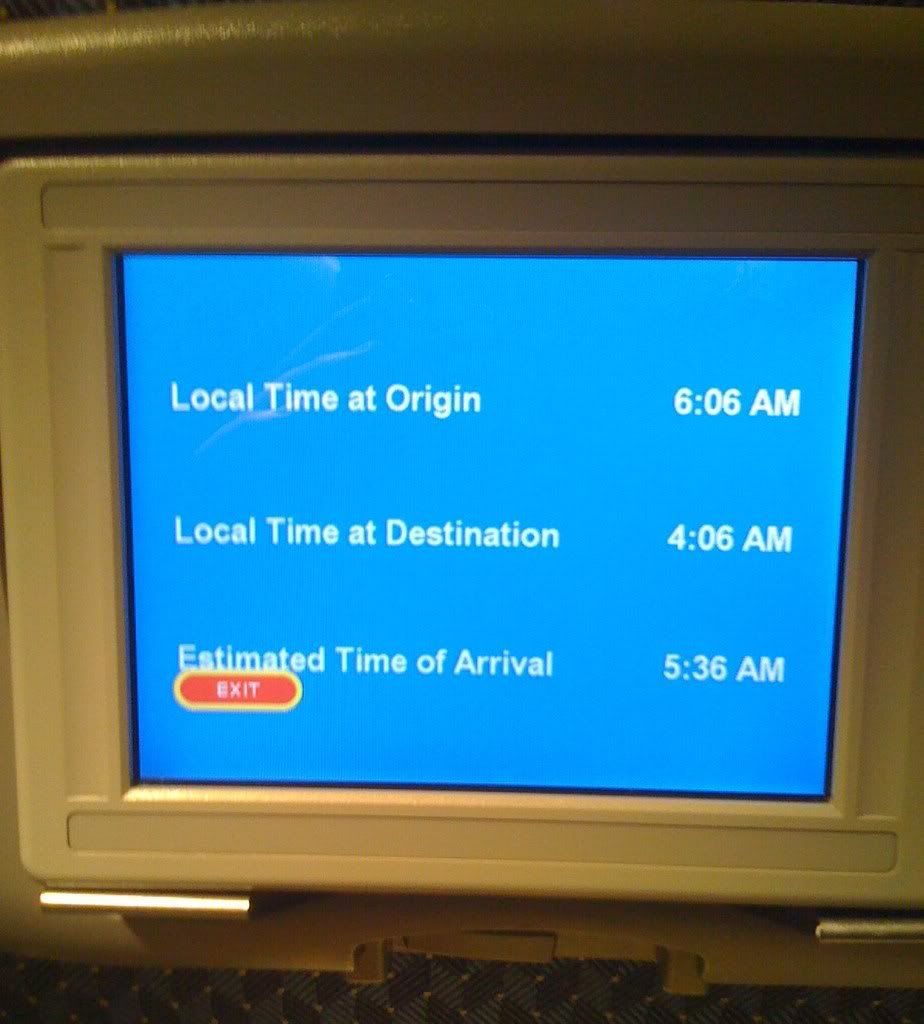 Local Time at Origin 6:06 AM
Local Time at Destination 4:06 AM
Estimated Time of Arrival 5:36 AM
EXIT